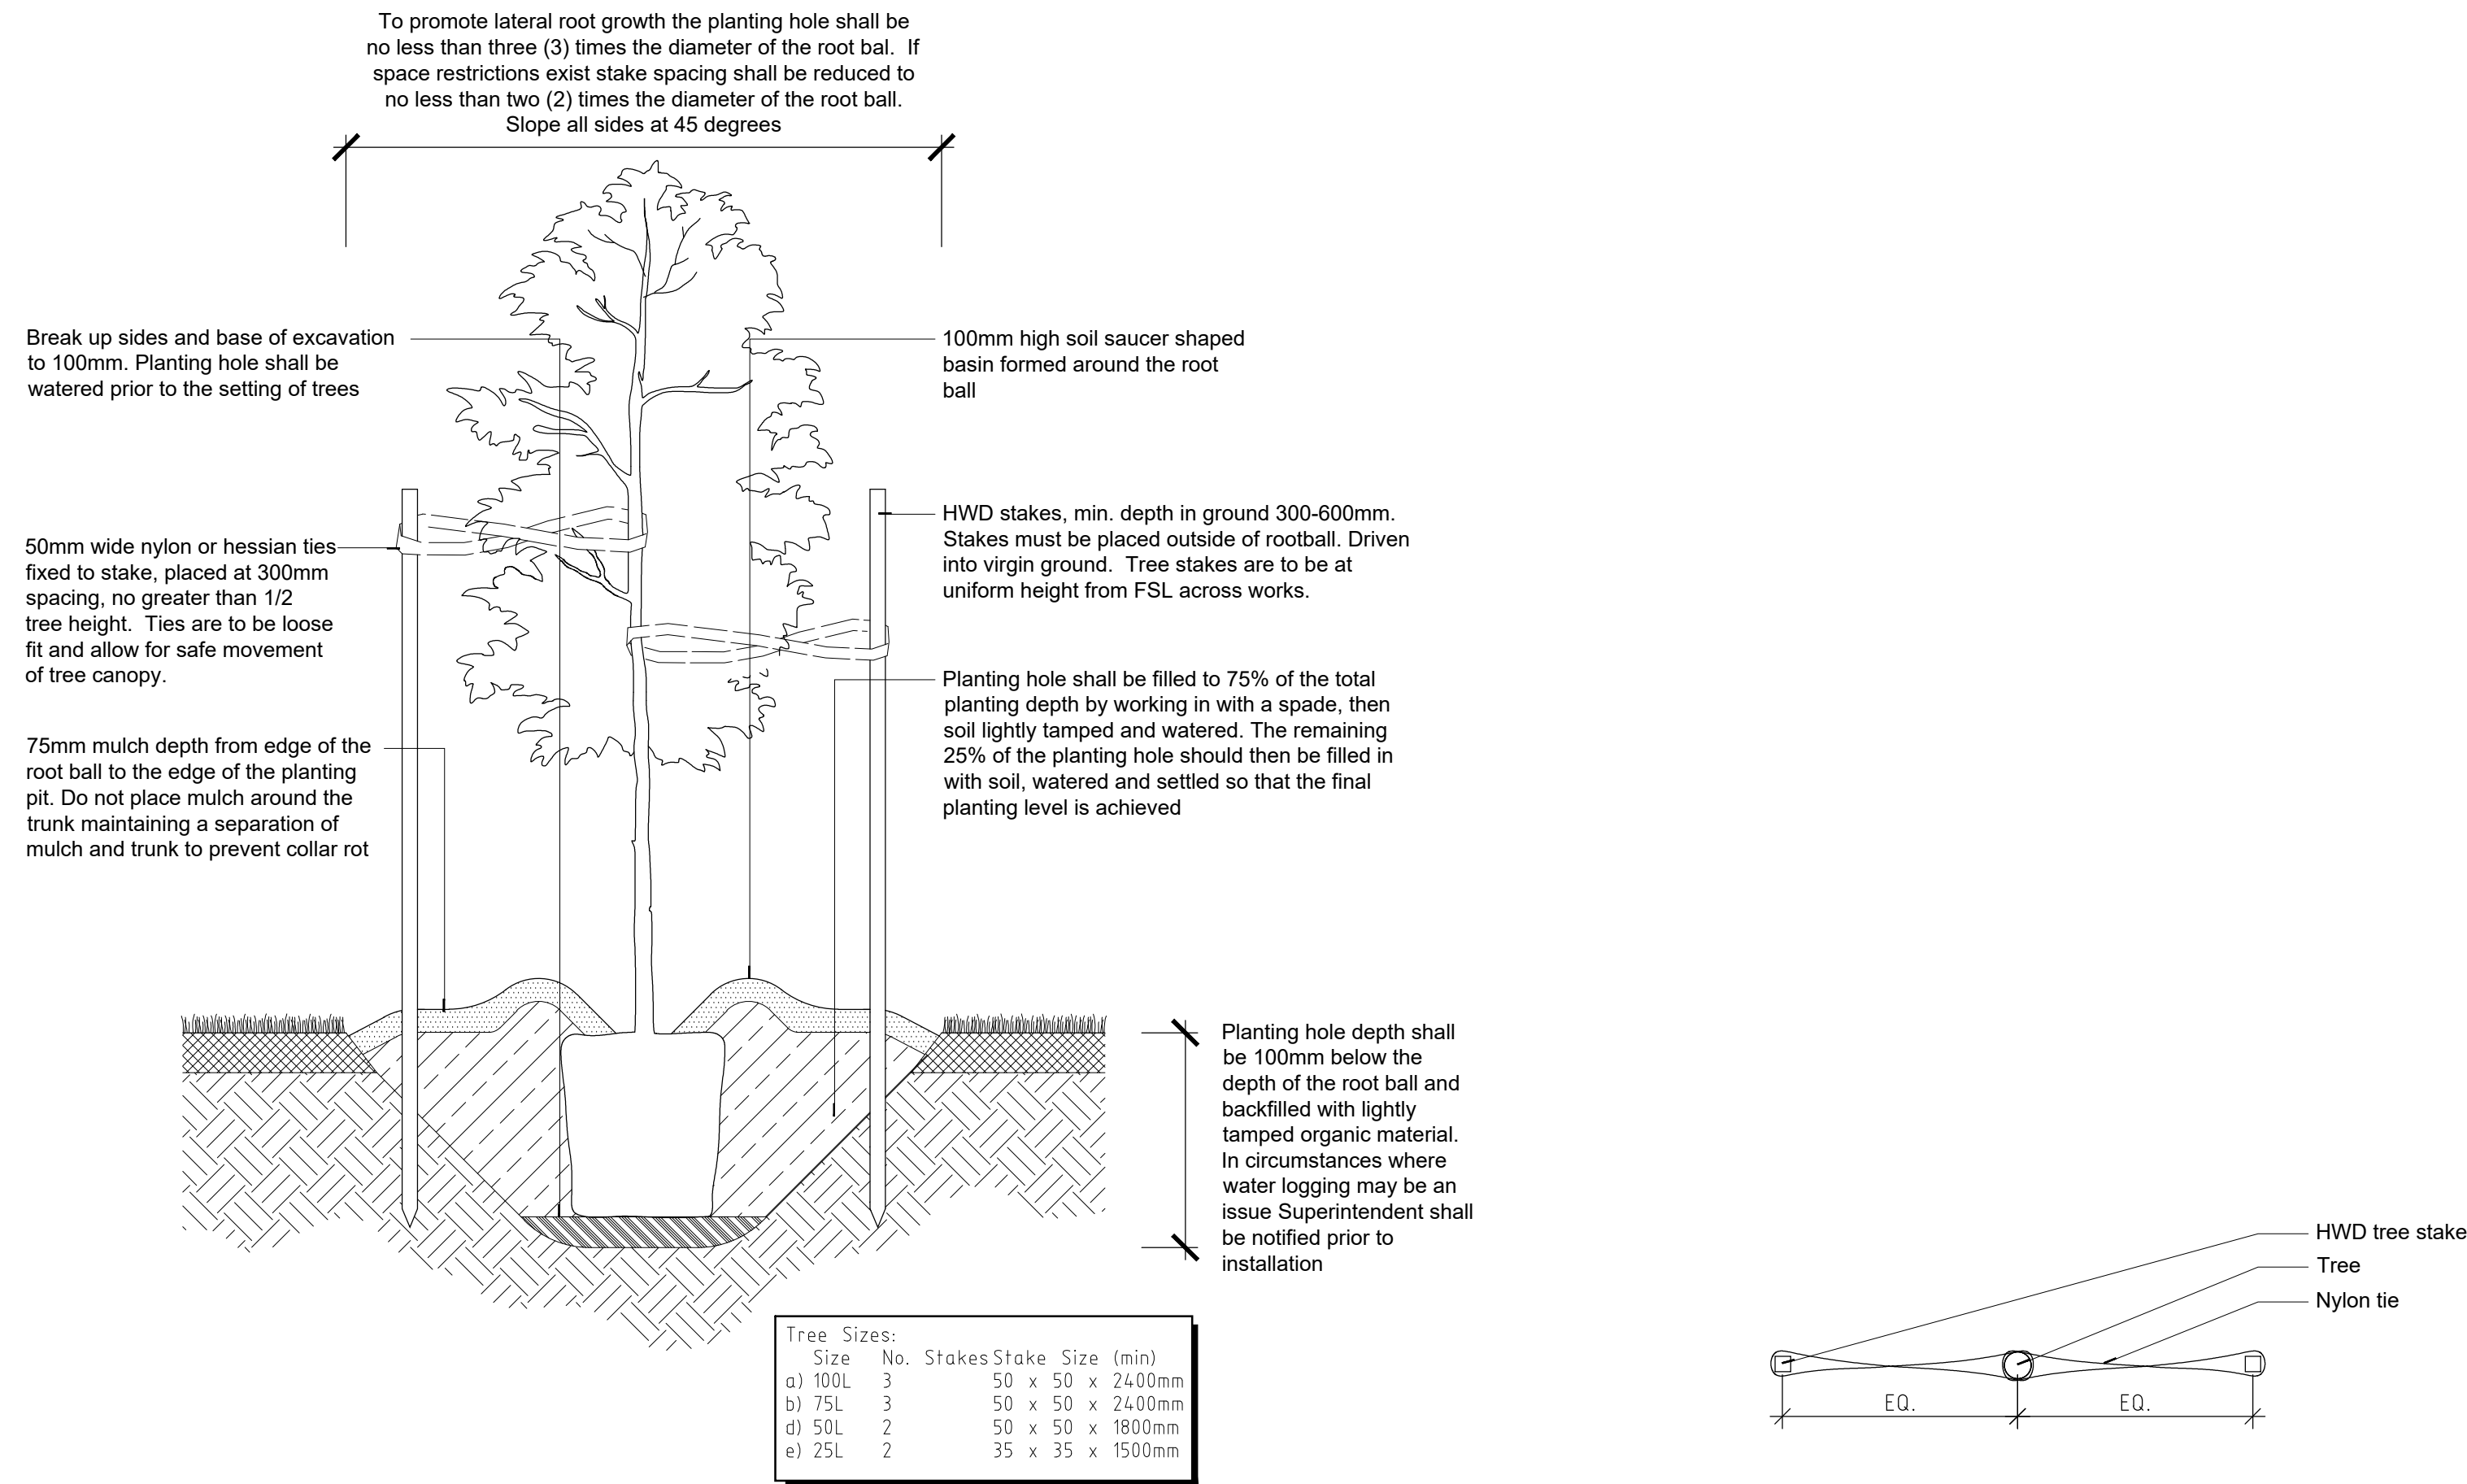 To promote lateral root growth the planting hole shall be
no less than three (3) times the diameter of the root bal. If
space restrictions exist stake spacing shall be reduced to
no less than two (2) times the diameter of the root ball.
Slope all sides at 45 degrees
Break up sides and base of excavation
to 100mm. Planting hole shall be
watered prior to the setting of trees
100mm high soil saucer shaped
basin formed around the root
ball
50mm wide nylon or hessian ties
fixed to stake, placed at 300mm
spacing, no greater than 1/2
tree height. Ties are to be loose
fit and allow for safe movement
of tree canopy.
HWD stakes, min. depth in ground 300-600mm.
Stakes must be placed outside of rootball. Driven
into virgin ground. Tree stakes are to be at
uniform height from FSL across works.
75mm mulch depth from edge of the
root ball to the edge of the planting
pit. Do not place mulch around the
trunk maintaining a separation of
mulch and trunk to prevent collar rot
Planting hole shall be filled to 75% of the total
planting depth by working in with a spade, then
soil lightly tamped and watered. The remaining
25% of the planting hole should then be filled in
with soil, watered and settled so that the final
planting level is achieved
Planting hole depth shall
be 100mm below the
depth of the root ball and
backfilled with lightly
tamped organic material.
In circumstances where
water logging may be an
issue Superintendent shall
be notified prior to
installation
Tree Sizes:
Size No. Stakes Stake Size (min)
a) 100L 3 50 x 50 x 2400mm
b) 75L 3 50 x 50 x 2400mm
d) 50L 2 50 x 50 x 1800mm
e) 25L 2 35 x 35 x 1500mm
HWD tree stake
Tree
Nylon tie
EQ. EQ.